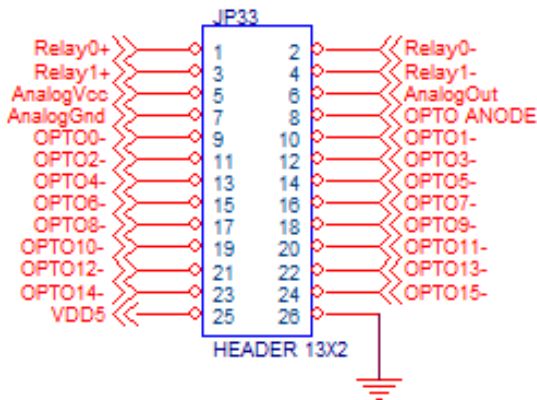 JP33
Relay0+ 1 2 Relay0-
Relay1+ 3 4 Relay1-
AnalogVcc 5 6 AnalogOut
AnalogGnd 7 8 OPTO ANODE
OPTO0- 9 10 OPTO1-
OPTO2- 11 12 OPTO3-
OPTO4- 13 14 OPTO5-
OPTO6- 15 16 OPTO7-
OPTO8- 17 18 OPTO9-
OPTO10- 19 20 OPTO11-
OPTO12- 21 22 OPTO13-
OPTO14- 23 24 OPTO15-
VDD5 25 26
HEADER 13X2